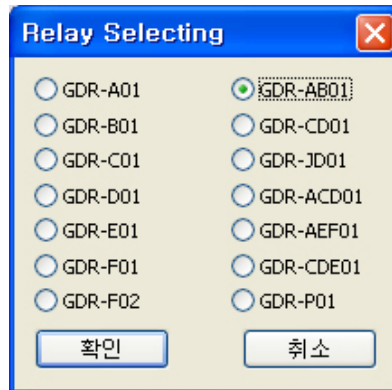 Relay Selecting
GDR-A01 GDR-AB01
GDR-B01 GDR-CD01
GDR-C01 GDR-JD01
GDR-D01 GDR-ACD01
GDR-E01 GDR-AEF01
GDR-F01 GDR-CDE01
GDR-F02 GDR-P01
확인 취소